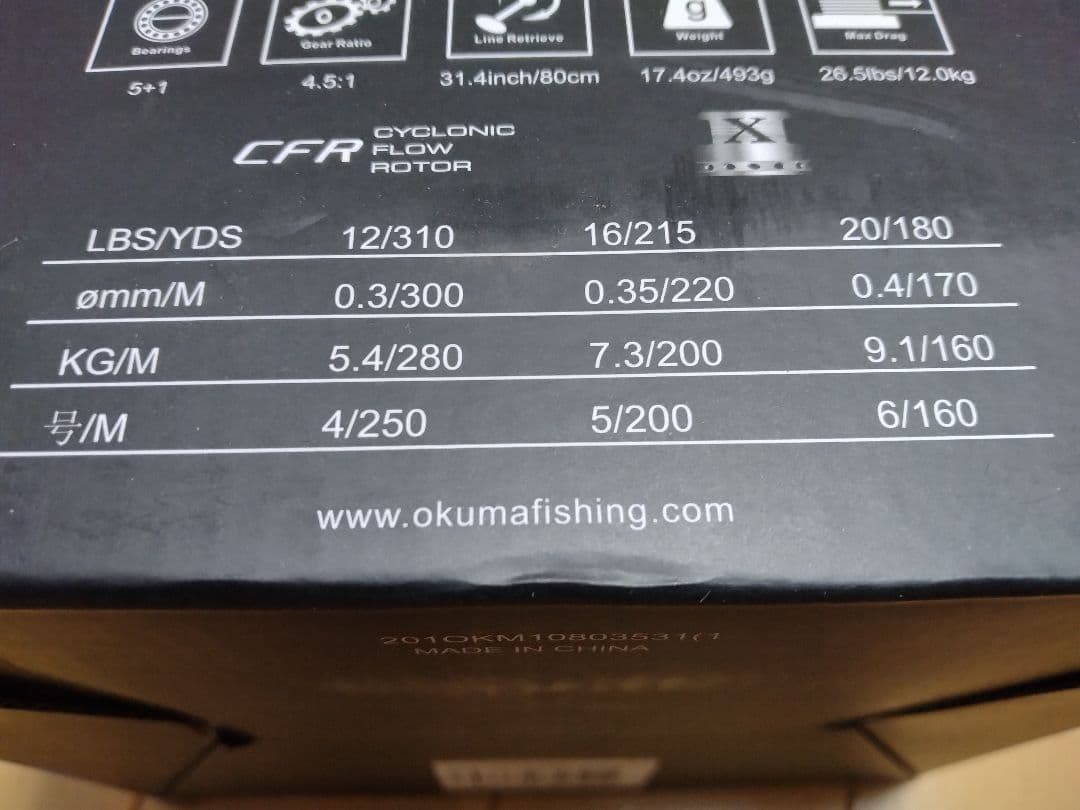 Bearings Gear Ratio Line Retrieve g Weight Max Drag
5+1 4.5:1 31.4inch/80cm 17.4oz/493g 26.5lbs/12.0kg
CFR CYCLONIC FLOW ROTOR X
LBS/YDS 12/310 16/215 20/180
ømm/M 0.3/300 0.35/220 0.4/170
KG/M 5.4/280 7.3/200 9.1/160
号/M 4/250 5/200 6/160
www.okumafishing.com
201OKM10803531(1
MADE IN CHINA